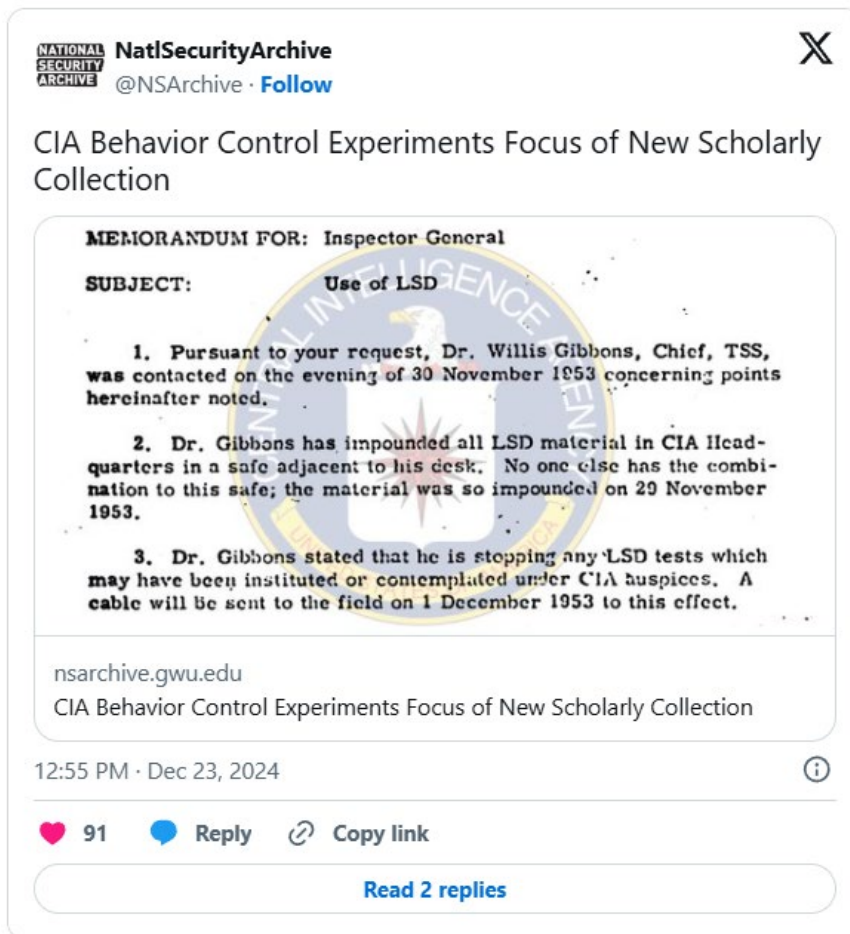 NATIONAL
SECURITY
ARCHIVE
NatlSecurityArchive
@NSArchive · Follow
CIA Behavior Control Experiments Focus of New Scholarly
Collection
MEMORANDUM FOR: Inspector General
SUBJECT: Use of LSD
1. Pursuant to your request, Dr. Willis Gibbons, Chief, TSS,
was contacted on the evening of 30 November 1953 concerning points
hereinafter noted.
2. Dr. Gibbons has impounded all LSD material in CIA Head-
quarters in a safe adjacent to his desk. No one else has the combi-
nation to this safe; the material was so impounded on 29 November
1953.
3. Dr. Gibbons stated that he is stopping any LSD tests which
may have been instituted or contemplated under CIA auspices. A
cable will be sent to the field on 1 December 1953 to this effect.
CENTRAL INTELLIGENCE AGENCY
UNITED STATES OF AMERICA
nsarchive.gwu.edu
CIA Behavior Control Experiments Focus of New Scholarly Collection
12:55 PM · Dec 23, 2024
91
Reply
Copy link
Read 2 replies